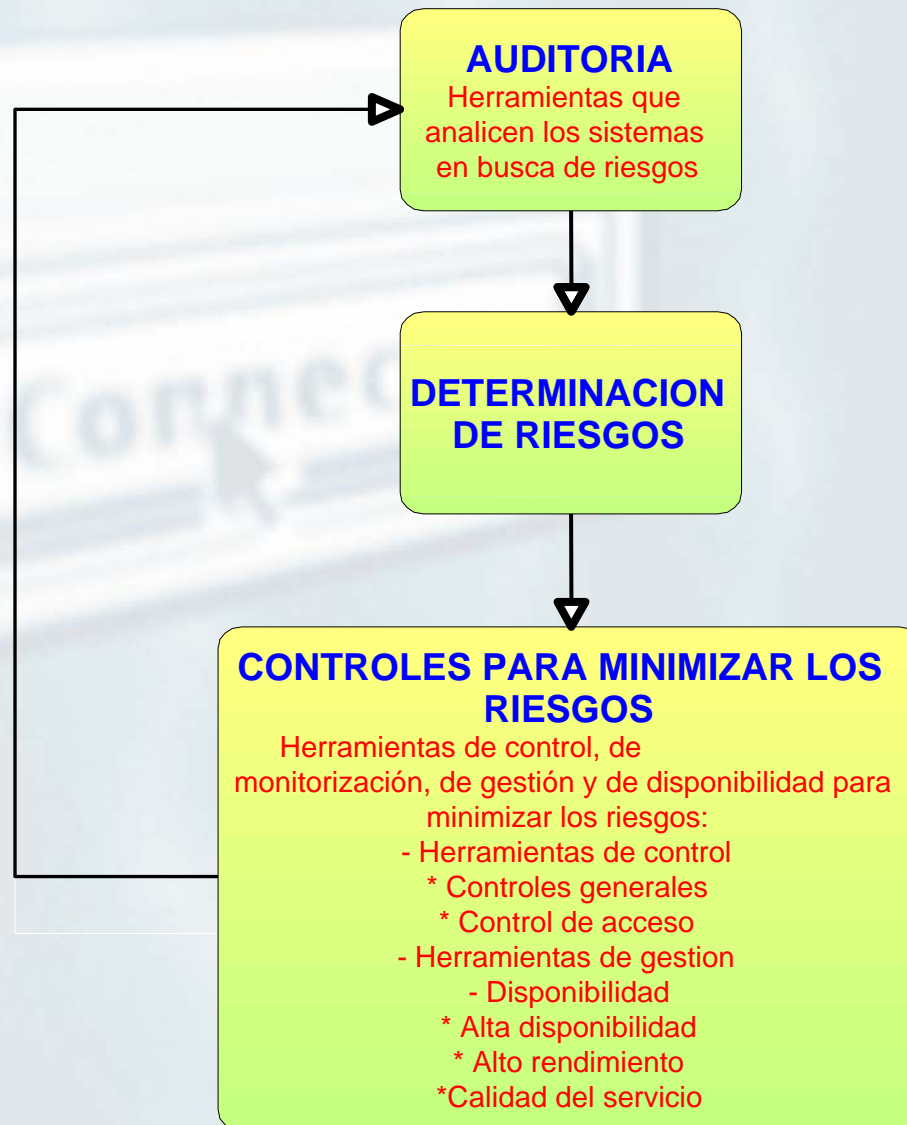 AUDITORIA
Herramientas que
analicen los sistemas
en busca de riesgos
Connec
DETERMINACION
DE RIESGOS
CONTROLES PARA MINIMIZAR LOS
RIESGOS
Herramientas de control, de
monitorización, de gestión y de disponibilidad para
minimizar los riesgos:
- Herramientas de control
* Controles generales
* Control de acceso
- Herramientas de gestion
- Disponibilidad
* Alta disponibilidad
* Alto rendimiento
*Calidad del servicio